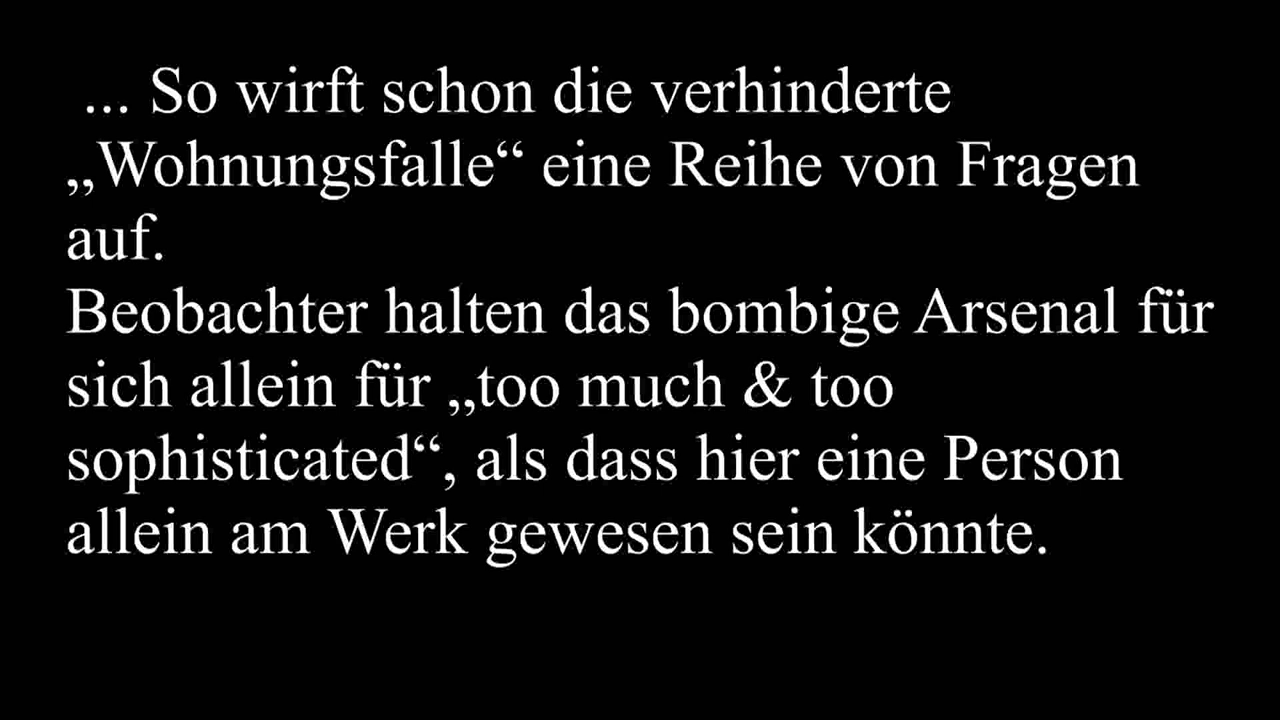 ... So wirft schon die verhinderte
„Wohnungsfalle“ eine Reihe von Fragen
auf.
Beobachter halten das bombige Arsenal für
sich allein für „too much & too
sophisticated“, als dass hier eine Person
allein am Werk gewesen sein könnte.